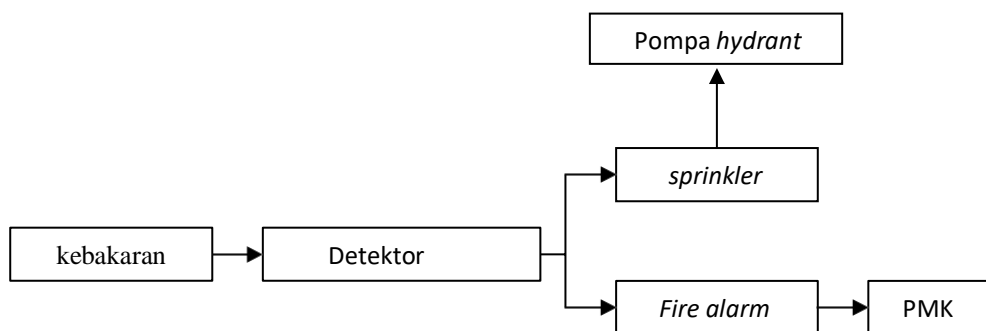 Pompa hydrant
sprinkler
kebakaran
Detektor
Fire alarm
PMK